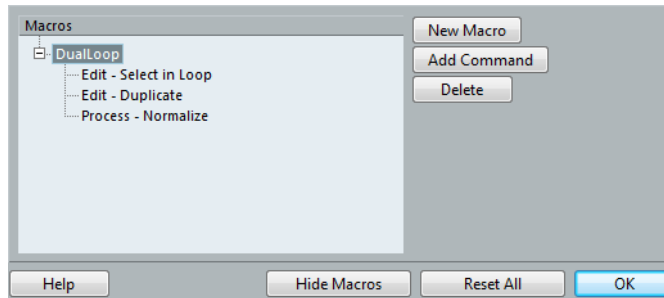 Macros
New Macro
DualLoop
Add Command
Edit - Select in Loop
Delete
Edit - Duplicate
Process - Normalize
Help
Hide Macros
Reset All
OK